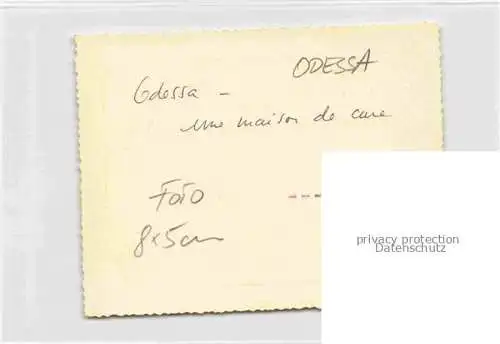 ODESSA
Odessa –
une maison de cure
FOTO
8x5cm
privacy protection
Datenschutz